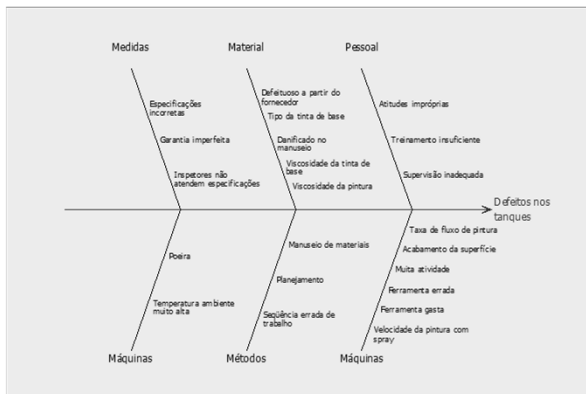 Medidas
Material
Pessoal
Especificações
incorretas
Garantia imperfeita
Inspetores não
atendem especificações
Defeituoso a partir do
fornecedor
Tipo da tinta de base
Danificado no
manuseio
Viscosidade da tinta de
base
Viscosidade da pintura
Atitudes impróprias
Treinamento insuficiente
Supervisão inadequada
Defeitos nos
tanques
Poeira
Temperatura ambiente
muito alta
Manuseio de materiais
Planejamento
Seqüência errada de
trabalho
Taxa de fluxo de pintura
Acabamento da superfície
Muita atividade
Ferramenta errada
Ferramenta gasta
Velocidade da pintura com
spray
Máquinas
Métodos
Máquinas